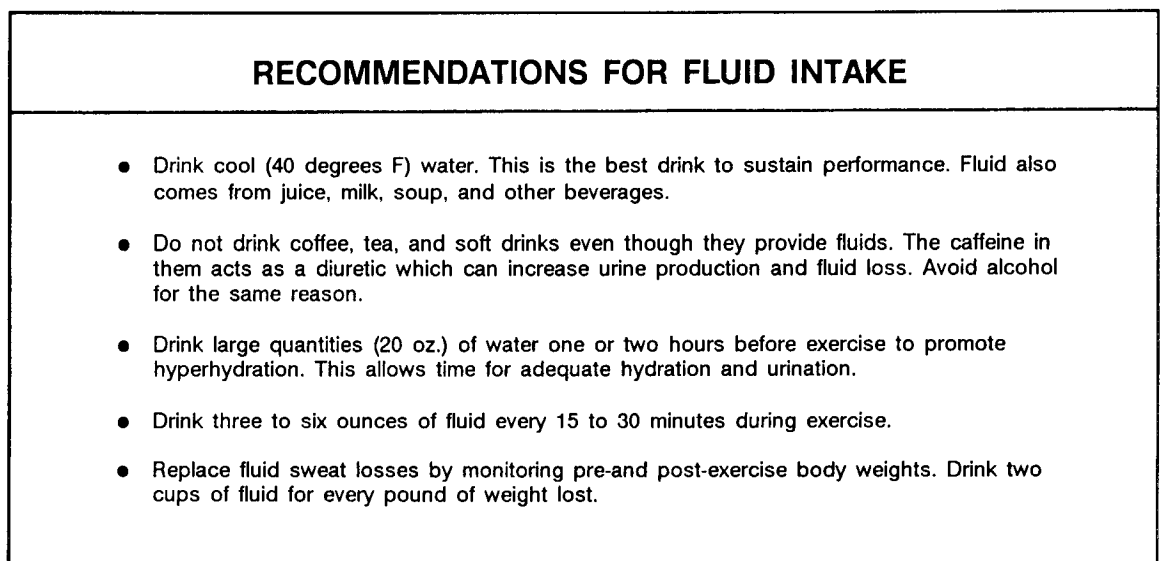 RECOMMENDATIONS FOR FLUID INTAKE
● Drink cool (40 degrees F) water. This is the best drink to sustain performance. Fluid also
comes from juice, milk, soup, and other beverages.
● Do not drink coffee, tea, and soft drinks even though they provide fluids. The caffeine in
them acts as a diuretic which can increase urine production and fluid loss. Avoid alcohol
for the same reason.
● Drink large quantities (20 oz.) of water one or two hours before exercise to promote
hyperhydration. This allows time for adequate hydration and urination.
● Drink three to six ounces of fluid every 15 to 30 minutes during exercise.
● Replace fluid sweat losses by monitoring pre-and post-exercise body weights. Drink two
cups of fluid for every pound of weight lost.